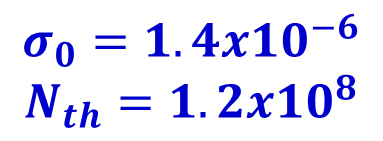 σ₀ = 1.4x10⁻⁶
Nₜₕ = 1.2x10⁸